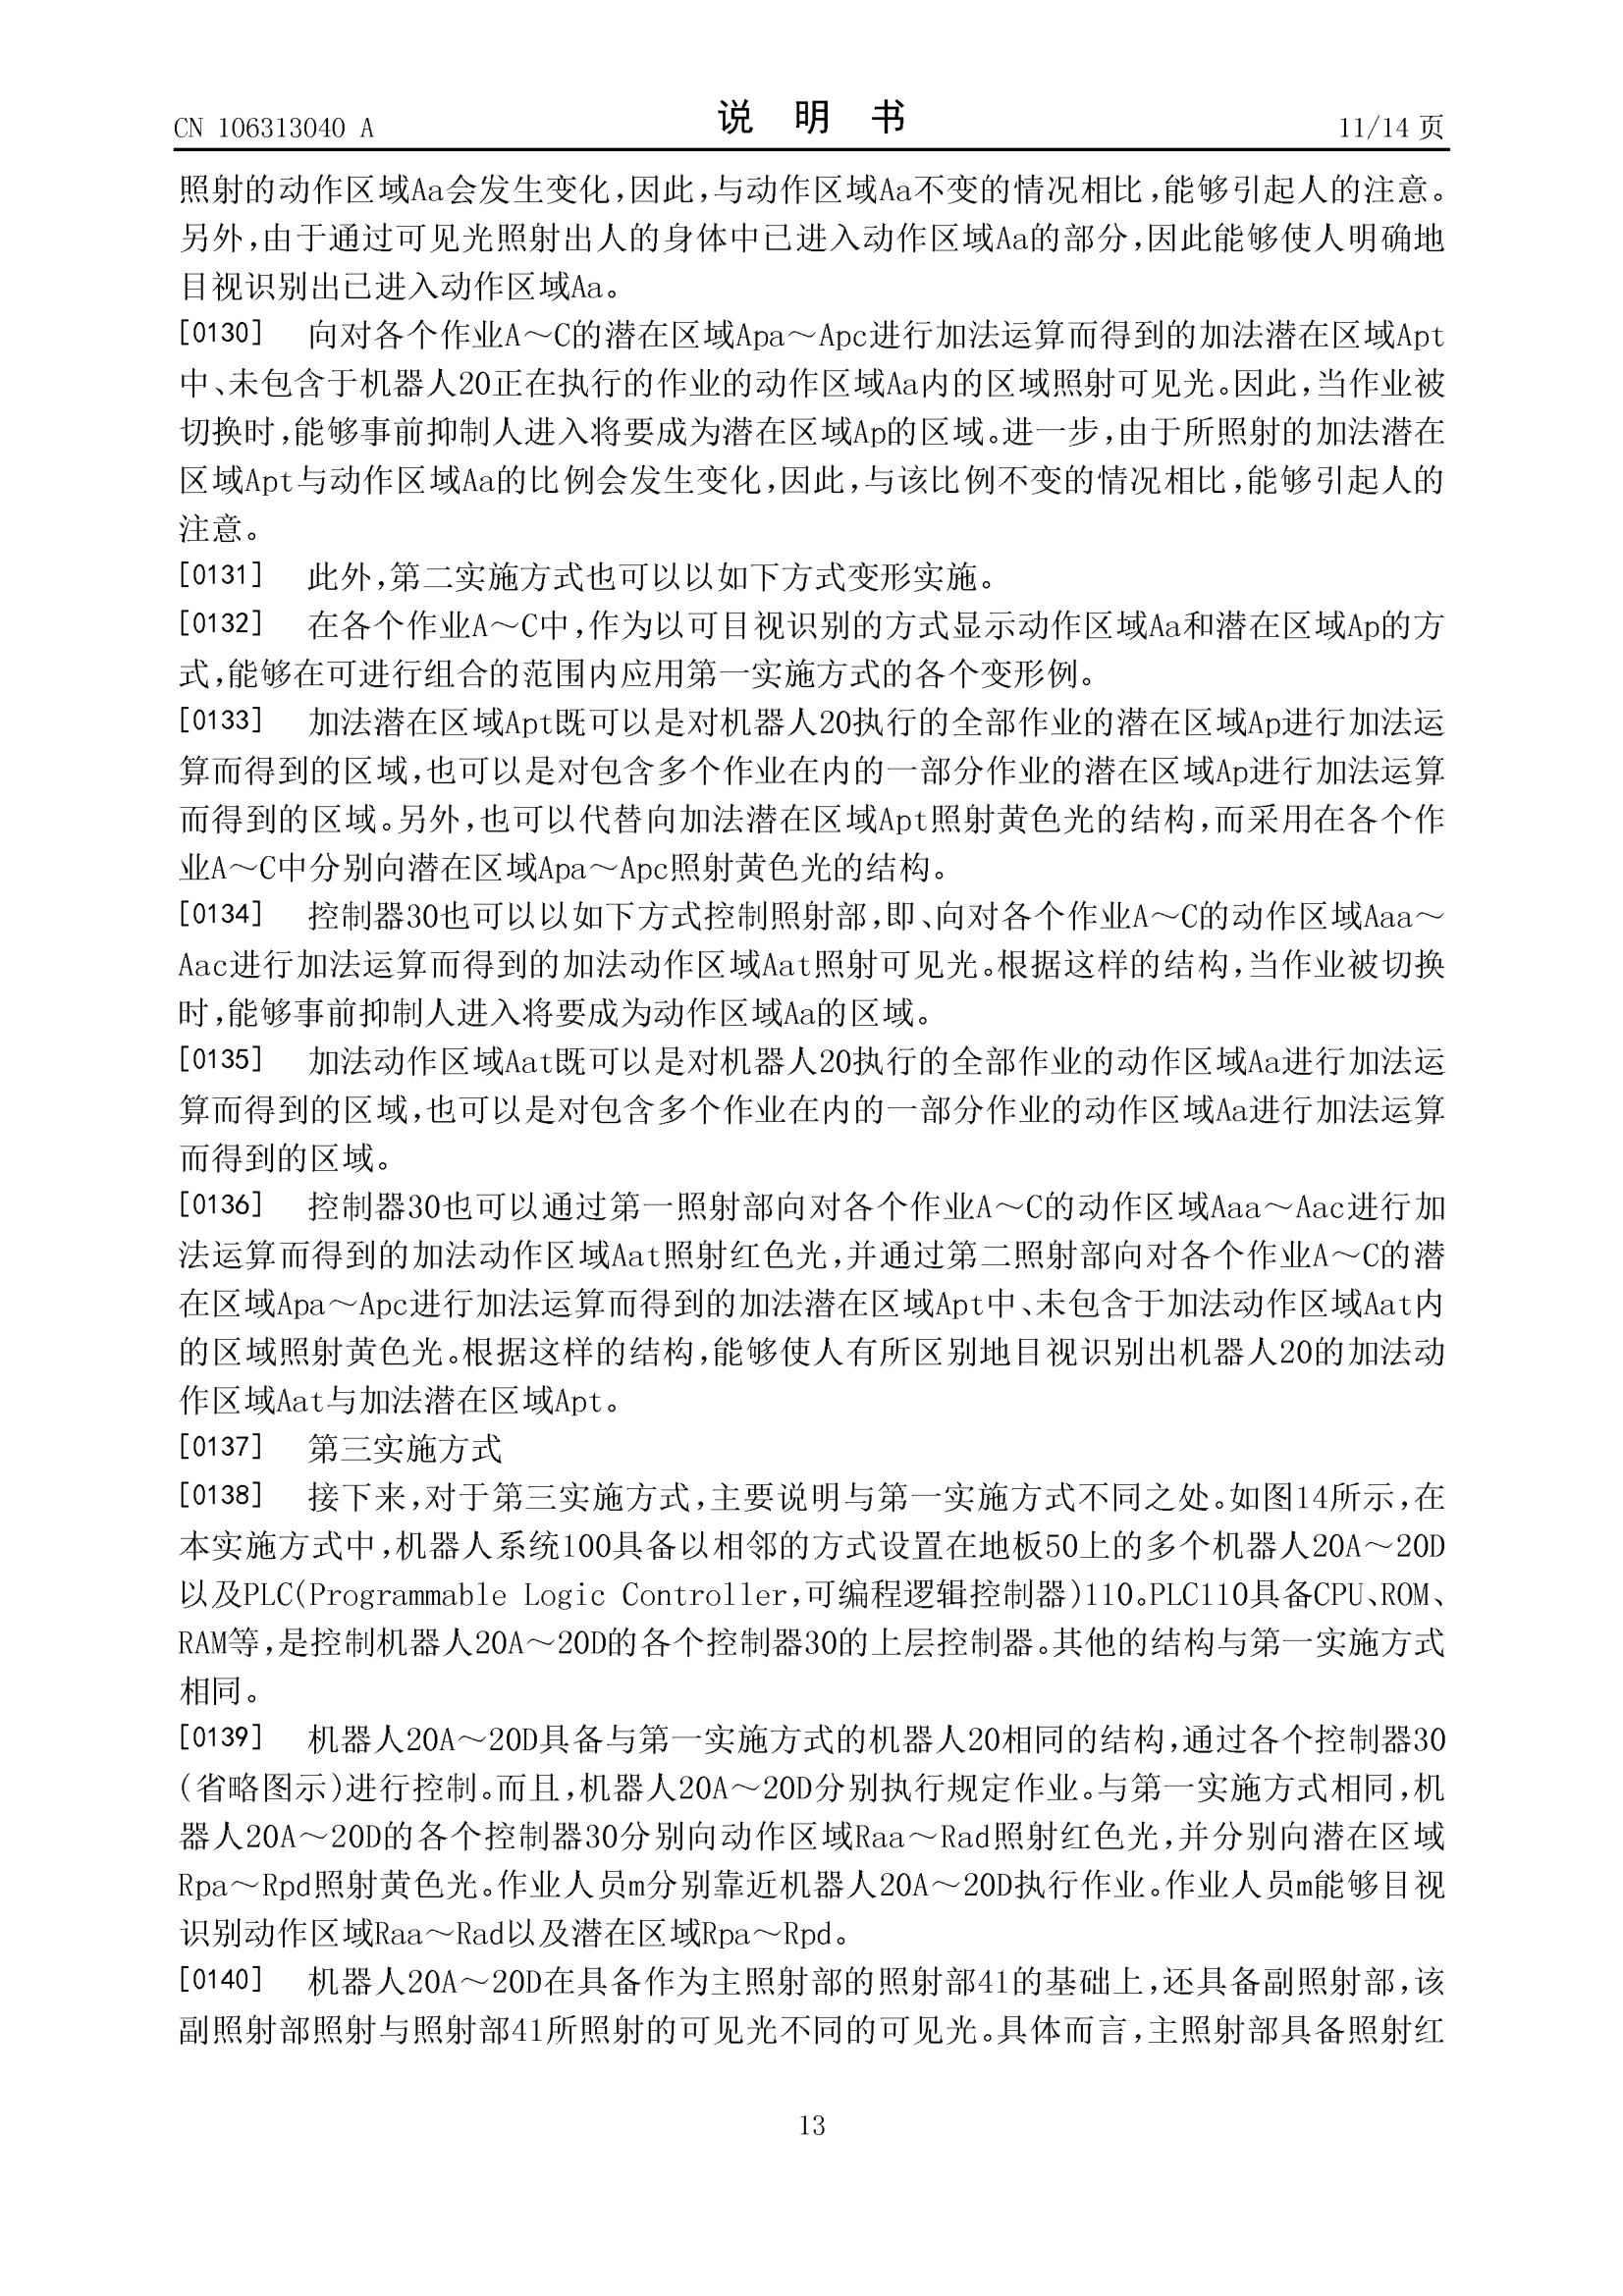 CN 106313040 A
说 明 书
11/14 页
照射的动作区域Aa会发生变化,因此,与动作区域Aa不变的情况相比,能够引起人的注意。
另外,由于通过可见光照射出人的身体中已进入动作区域Aa的部分,因此能够使人明确地
目视识别出已进入动作区域Aa。
[0130] 向对各个作业A～C的潜在区域Apa～Apc进行加法运算而得到的加法潜在区域Apt
中、未包含于机器人20正在执行的作业的动作区域Aa内的区域照射可见光。因此,当作业被
切换时,能够事前抑制人进入将要成为潜在区域Ap的区域。进一步,由于所照射的加法潜在
区域Apt与动作区域Aa的比例会发生变化,因此,与该比例不变的情况相比,能够引起人的
注意。
[0131] 此外,第二实施方式也可以以如下方式变形实施。
[0132] 在各个作业A～C中,作为以可目视识别的方式显示动作区域Aa和潜在区域Ap的方
式,能够在可进行组合的范围内应用第一实施方式的各个变形例。
[0133] 加法潜在区域Apt既可以是对机器人20执行的全部作业的潜在区域Ap进行加法运
算而得到的区域,也可以是对包含多个作业在内的一部分作业的潜在区域Ap进行加法运算
而得到的区域。另外,也可以代替向加法潜在区域Apt照射黄色光的结构,而采用在各个作
业A～C中分别向潜在区域Apa～Apc照射黄色光的结构。
[0134] 控制器30也可以以如下方式控制照射部,即、向对各个作业A～C的动作区域Aaa～
Aac进行加法运算而得到的加法动作区域Aat照射可见光。根据这样的结构,当作业被切换
时,能够事前抑制人进入将要成为动作区域Aa的区域。
[0135] 加法动作区域Aat既可以是对机器人20执行的全部作业的动作区域Aa进行加法运
算而得到的区域,也可以是对包含多个作业在内的一部分作业的动作区域Aa进行加法运算
而得到的区域。
[0136] 控制器30也可以通过第一照射部向对各个作业A～C的动作区域Aaa～Aac进行加
法运算而得到的加法动作区域Aat照射红色光,并通过第二照射部向对各个作业A～C的潜
在区域Apa～Apc进行加法运算而得到的加法潜在区域Apt中、未包含于加法动作区域Aat内
的区域照射黄色光。根据这样的结构,能够使人有所区别地目视识别出机器人20的加法动
作区域Aat与加法潜在区域Apt。
[0137] 第三实施方式
[0138] 接下来,对于第三实施方式,主要说明与第一实施方式不同之处。如图14所示,在
本实施方式中,机器人系统100具备以相邻的方式设置在地板50上的多个机器人20A～20D
以及PLC(Programmable Logic Controller,可编程逻辑控制器)110。PLC110具备CPU、ROM、
RAM等,是控制机器人20A～20D的各个控制器30的上层控制器。其他的结构与第一实施方式
相同。
[0139] 机器人20A～20D具备与第一实施方式的机器人20相同的结构,通过各个控制器30
(省略图示)进行控制。而且,机器人20A～20D分别执行规定作业。与第一实施方式相同,机
器人20A～20D的各个控制器30分别向动作区域Raa～Rad照射红色光,并分别向潜在区域
Rpa～Rpd照射黄色光。作业人员m分别靠近机器人20A～20D执行作业。作业人员m能够目视
识别动作区域Raa～Rad以及潜在区域Rpa～Rpd。
[0140] 机器人20A～20D在具备作为主照射部的照射部41的基础上,还具备副照射部,该
副照射部照射与照射部41所照射的可见光不同的可见光。具体而言,主照射部具备照射红
13